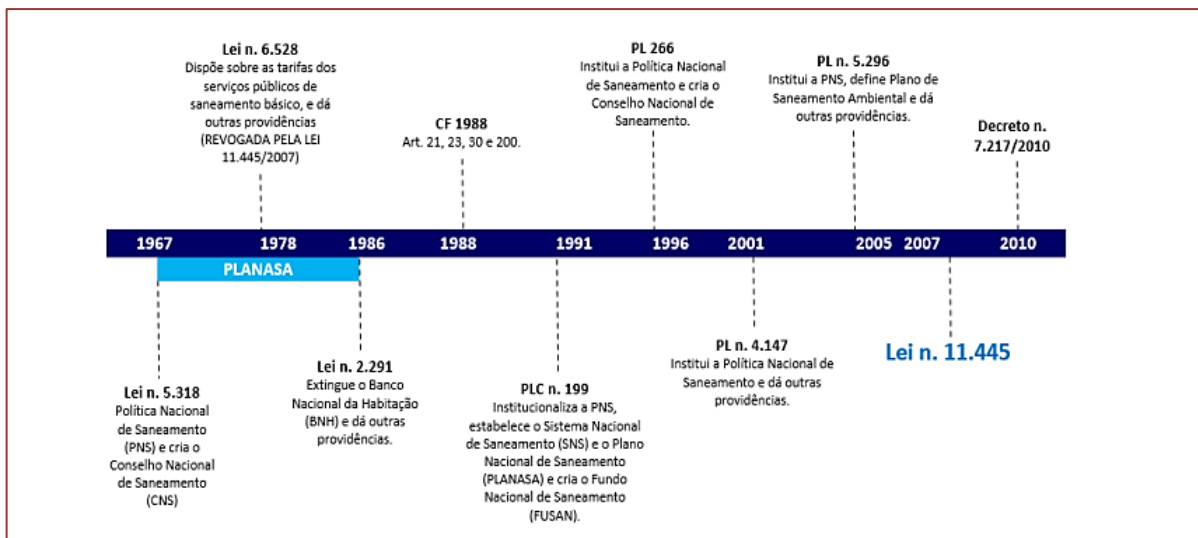 Lei n. 6.528
Dispõe sobre as tarifas dos
serviços públicos de
saneamento básico, e dá
outras providências
(REVOGADA PELA LEI
11.445/2007)
CF 1988
Art. 21, 23, 30 e 200.
PL 266
Institui a Política Nacional
de Saneamento e cria o
Conselho Nacional de
Saneamento.
PL n. 5.296
Institui a PNS, define Plano de
Saneamento Ambiental e dá
outras providências.
Decreto n.
7.217/2010
1967 1978 1986 1988 1991 1996 2001 2005 2007 2010
PLANASA
Lei n. 5.318
Política Nacional
de Saneamento
(PNS) e cria o
Conselho Nacional
de Saneamento
(CNS)
Lei n. 2.291
Extingue o Banco
Nacional da Habitação
(BNH) e dá outras
providências.
PLC n. 199
Institucionaliza a PNS,
estabelece o Sistema Nacional
de Saneamento (SNS) e o Plano
Nacional de Saneamento
(PLANASA) e cria o Fundo
Nacional de Saneamento
(FUSAN).
PL n. 4.147
Institui a Política Nacional de
Saneamento e dá outras
providências.
Lei n. 11.445